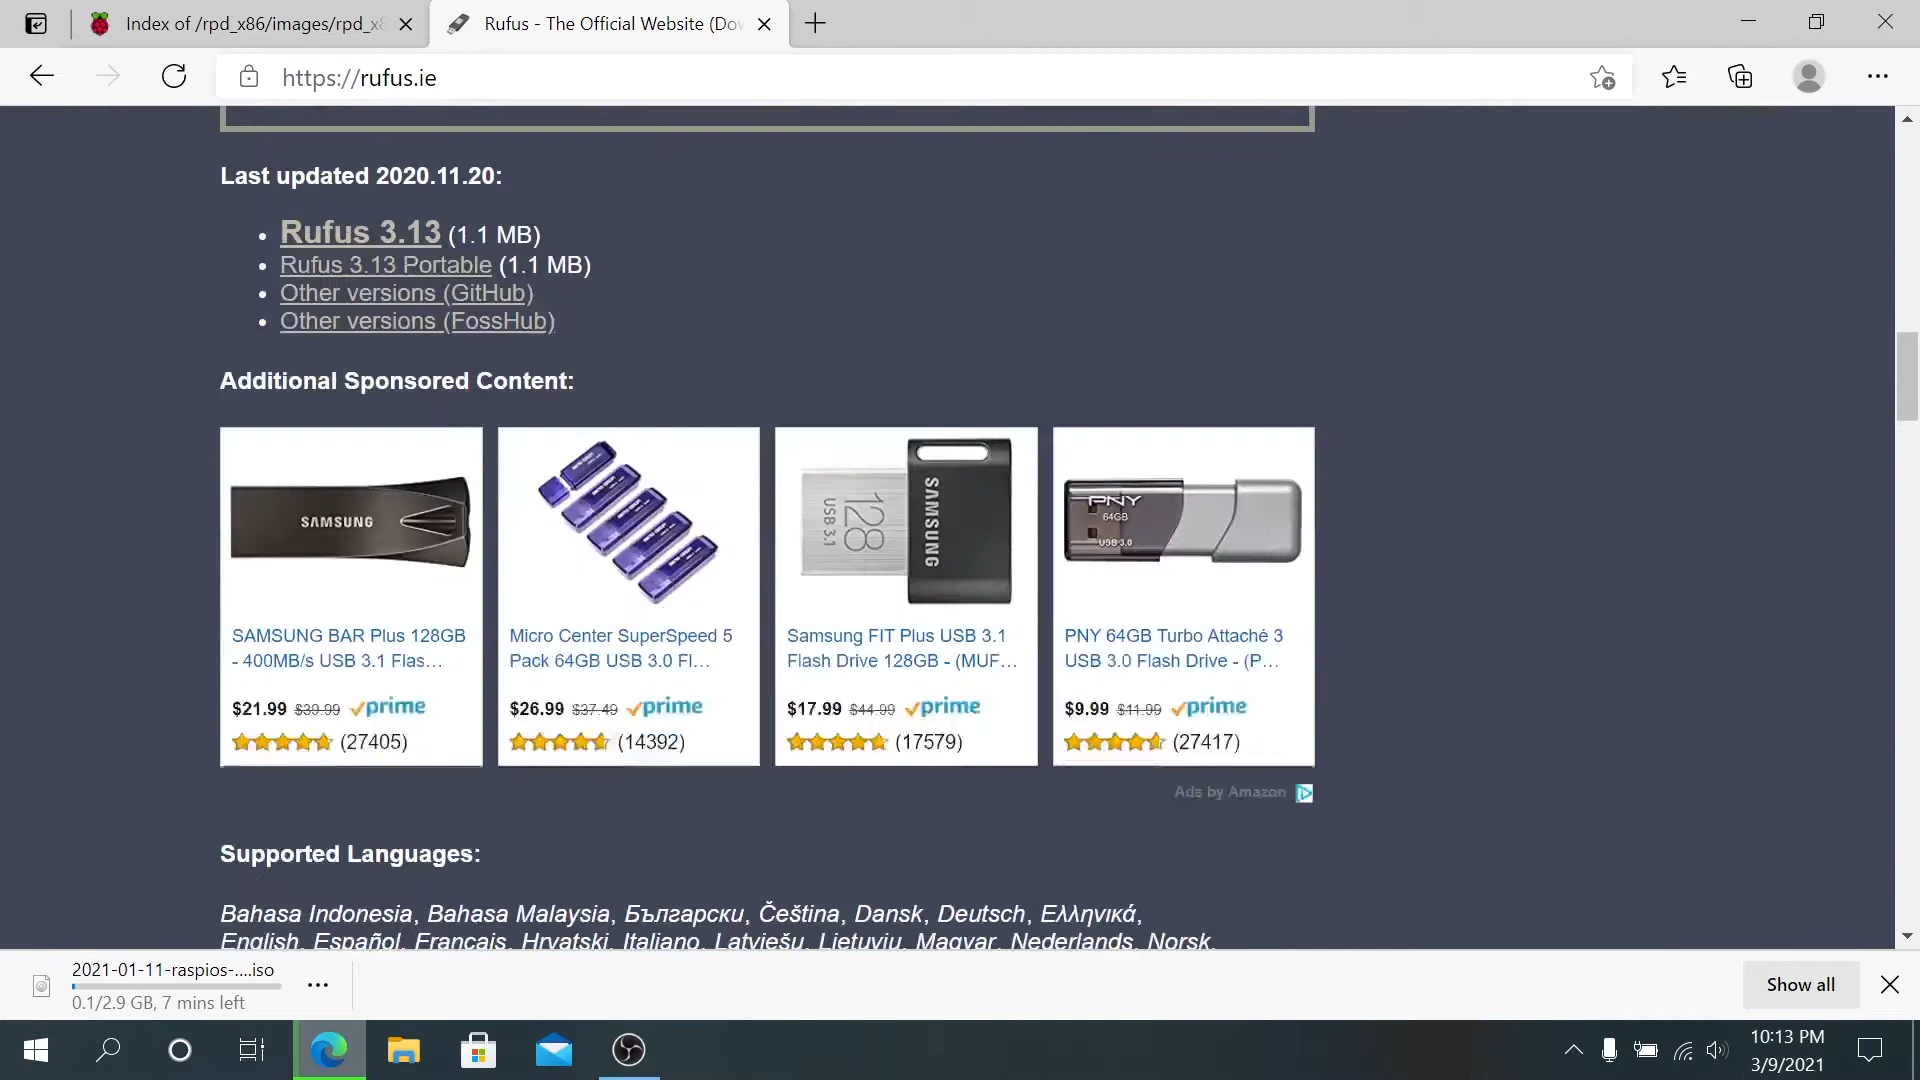 Index of /rpd_x86/images/rpd_x8
Rufus - The Official Website (Dov
https://rufus.ie
Last updated 2020.11.20:
Rufus 3.13 (1.1 MB)
Rufus 3.13 Portable (1.1 MB)
Other versions (GitHub)
Other versions (FossHub)
Additional Sponsored Content:
SAMSUNG
128
USB 3.1
SAMSUNG
PNY
64GB
USB 3.0
SAMSUNG BAR Plus 128GB
- 400MB/s USB 3.1 Flas...
$21.99 $39.99 prime
(27405)
Micro Center SuperSpeed 5
Pack 64GB USB 3.0 Fl...
$26.99 $37.49 prime
(14392)
Samsung FIT Plus USB 3.1
Flash Drive 128GB - (MUF...
$17.99 $44.99 prime
(17579)
PNY 64GB Turbo Attaché 3
USB 3.0 Flash Drive - (P...
$9.99 $11.99 prime
(27417)
Ads by Amazon
Supported Languages:
Bahasa Indonesia, Bahasa Malaysia, Български, Čeština, Dansk, Deutsch, Ελληνικά,
English, Español, Français, Hrvatski, Italiano, Latviešu, Lietuvių, Magyar, Nederlands, Norsk,
2021-01-11-raspios-....iso
0.1/2.9 GB, 7 mins left
Show all
10:13 PM
3/9/2021